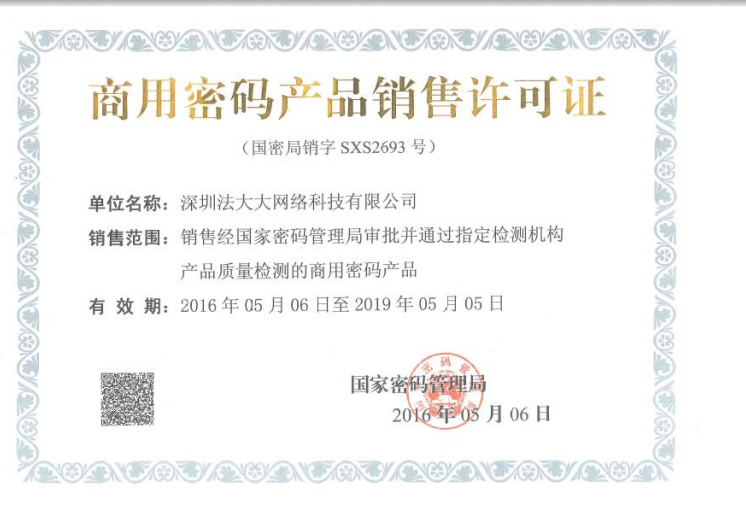 商用密码产品销售许可证
（国密局销字 SXS2693 号）
单位名称：深圳法大大网络科技有限公司
销售范围：销售经国家密码管理局审批并通过指定检测机构
产品质量检测的商用密码产品
有 效 期：2016 年 05 月 06 日至 2019 年 05 月 05 日
国家密码管理局
2016 年 05 月 06 日